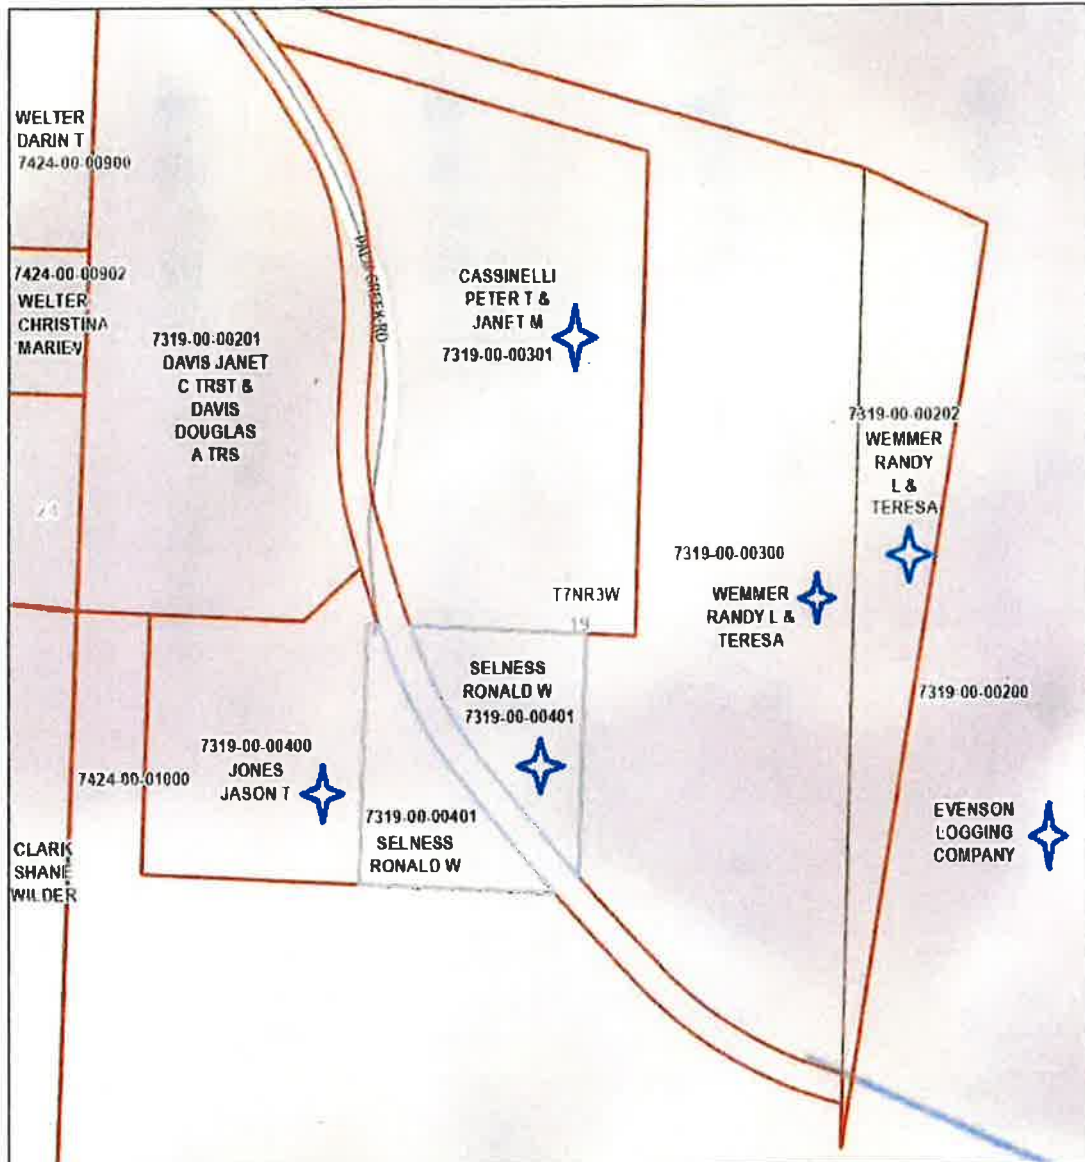 WELTER
DARIN T
7424-00-00900
7424-00-00902
WELTER
CHRISTINA
MARIE
7319-00-00201
DAVIS JANET
C TRST &
DAVIS
DOUGLAS
A TRS
CREEK RD
CASSINELLI
PETER T &
JANET M
7319-00-00301
7319-00-00202
WEMMER
RANDY
L &
TERESA
24
7319-00-00300
WEMMER
RANDY L &
TERESA
T7NR3W
19
SELNESS
RONALD W
7319-00-00401
7319-00-00200
7319-00-00400
JONES
JASON T
7424-00-01000
7319-00-00401
SELNESS
RONALD W
EVENSON
LOGGING
COMPANY
CLARK
SHANE
WILDER